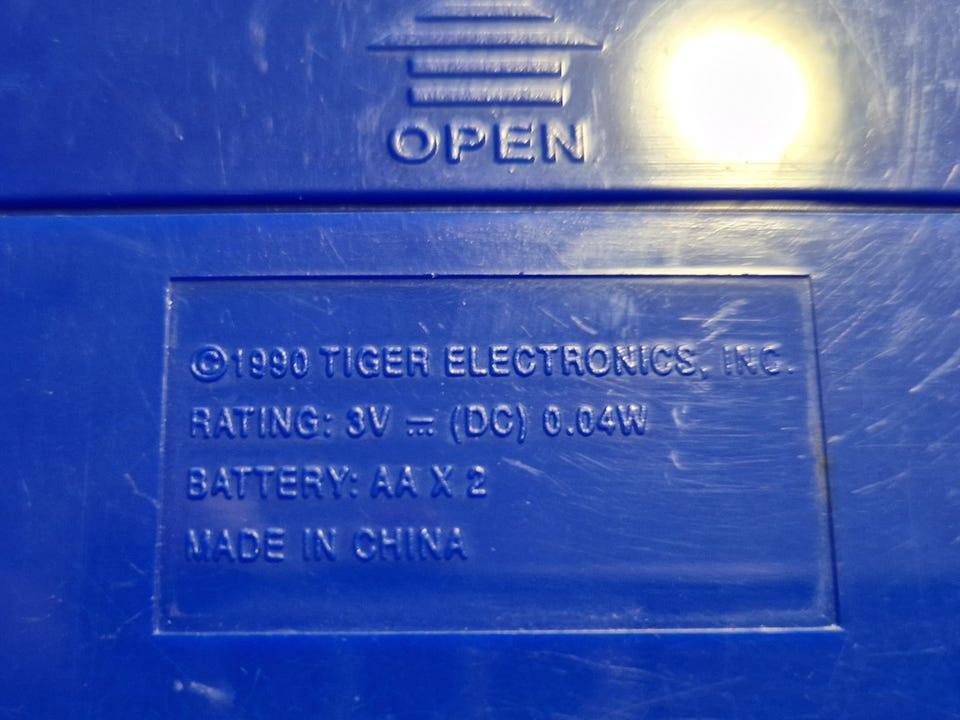 OPEN
©1990 TIGER ELECTRONICS, INC.
RATING: 3V ⎓ (DC) 0.04W
BATTERY: AA X 2
MADE IN CHINA